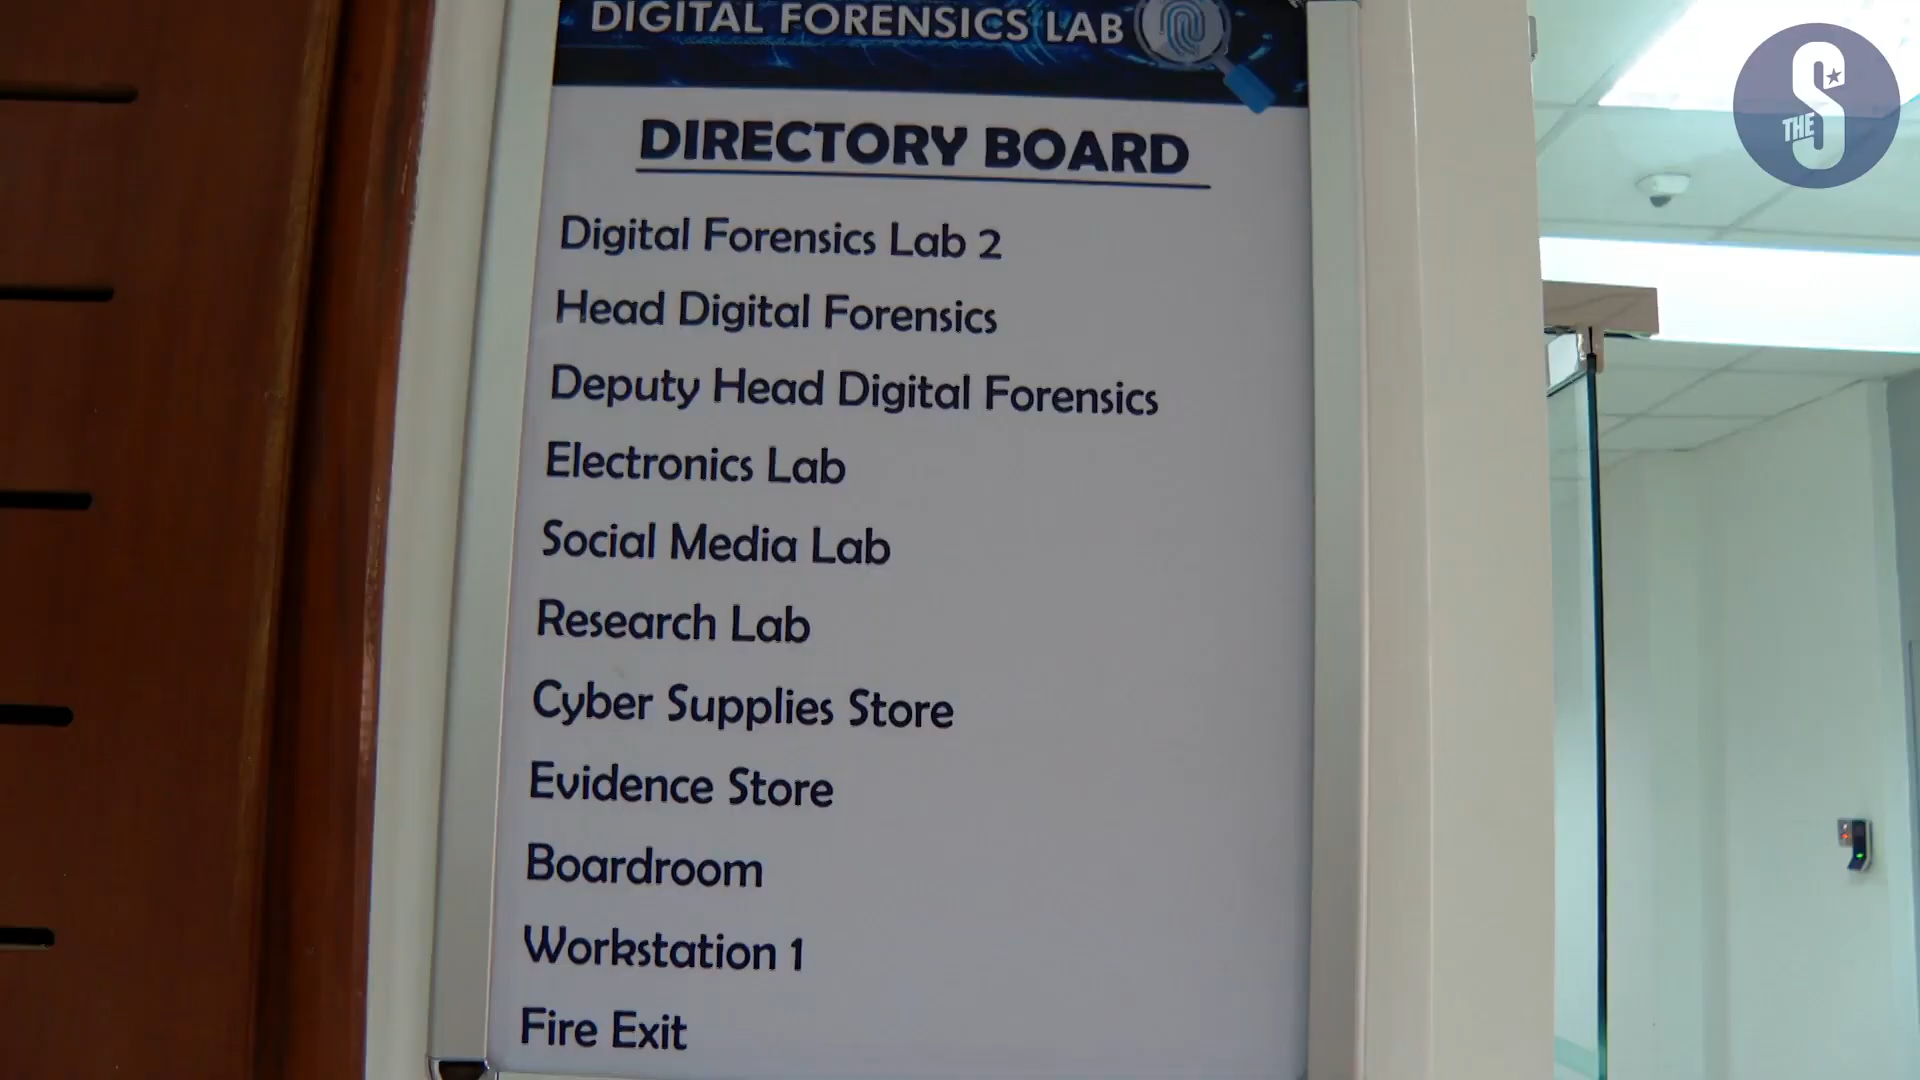 DIGITAL FORENSICS LAB
DIRECTORY BOARD
Digital Forensics Lab 2
Head Digital Forensics
Deputy Head Digital Forensics
Electronics Lab
Social Media Lab
Research Lab
Cyber Supplies Store
Evidence Store
Boardroom
Workstation 1
Fire Exit
THE S